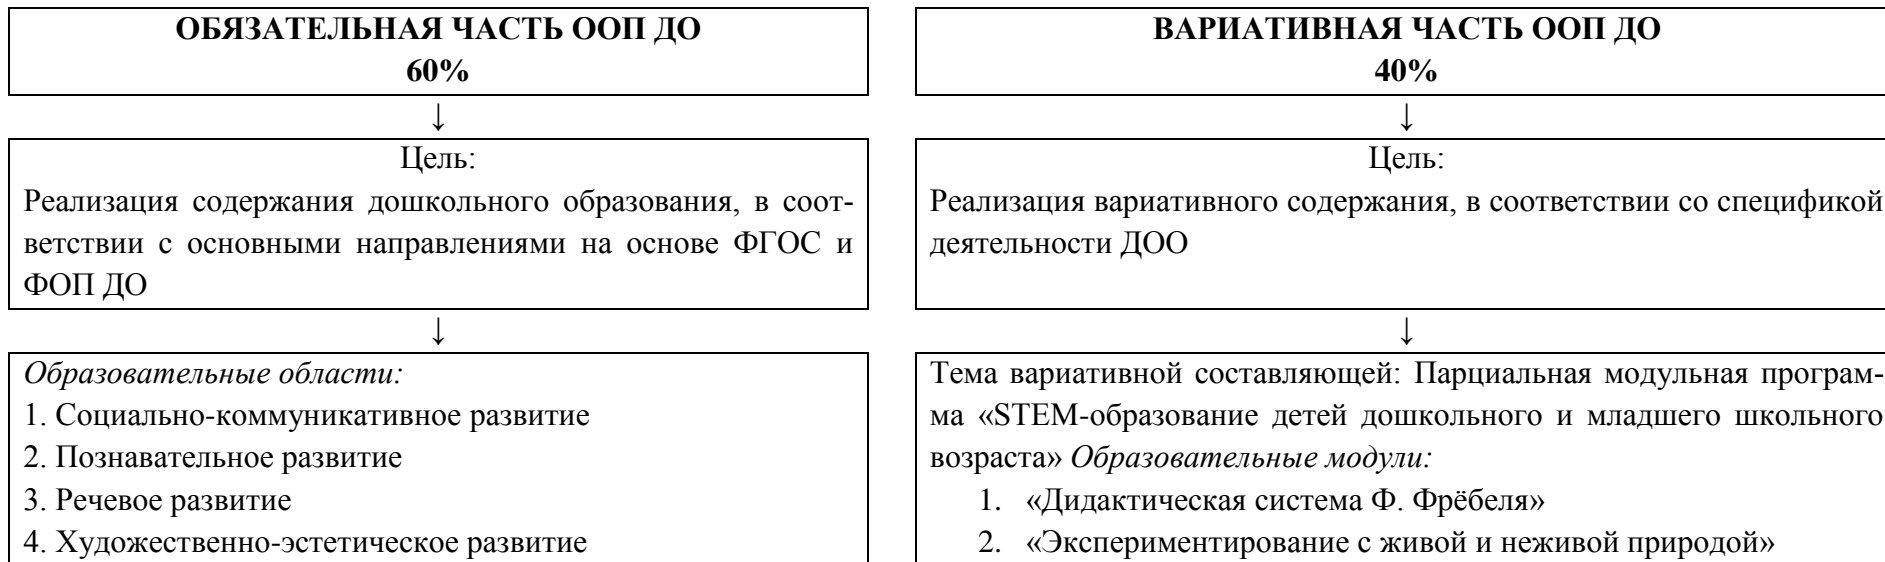 ОБЯЗАТЕЛЬНАЯ ЧАСТЬ ООП ДО
60%
↓
Цель:
Реализация содержания дошкольного образования, в соот-
ветствии с основными направлениями на основе ФГОС и
ФОП ДО
↓
Образовательные области:
1. Социально-коммуникативное развитие
2. Познавательное развитие
3. Речевое развитие
4. Художественно-эстетическое развитие
ВАРИАТИВНАЯ ЧАСТЬ ООП ДО
40%
↓
Цель:
Реализация вариативного содержания, в соответствии со спецификой
деятельности ДОО
↓
Тема вариативной составляющей: Парциальная модульная програм-
ма «STEM-образование детей дошкольного и младшего школьного
возраста» Образовательные модули:
1. «Дидактическая система Ф. Фрёбеля»
2. «Экспериментирование с живой и неживой природой»